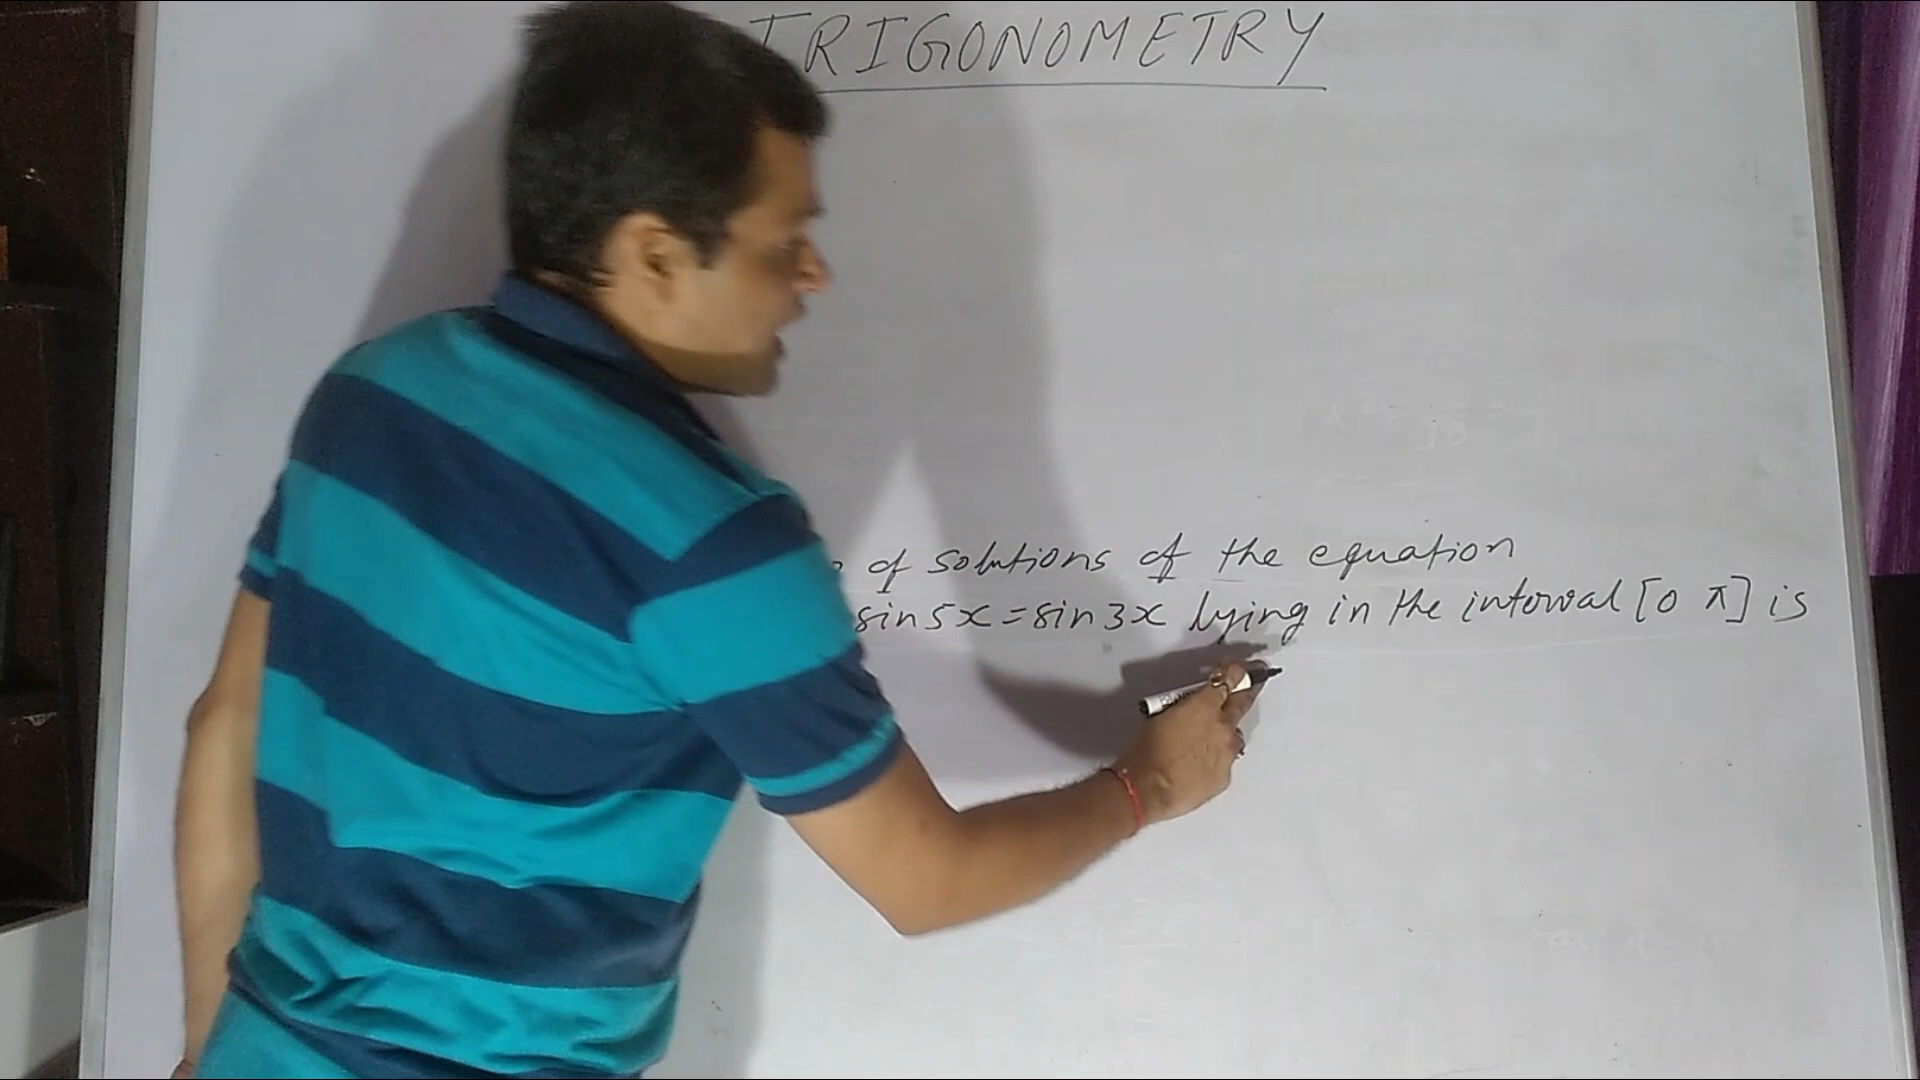 TRIGONOMETRY
of solutions of the equation
sin5x=sin3x lying in the interval [0 π] is